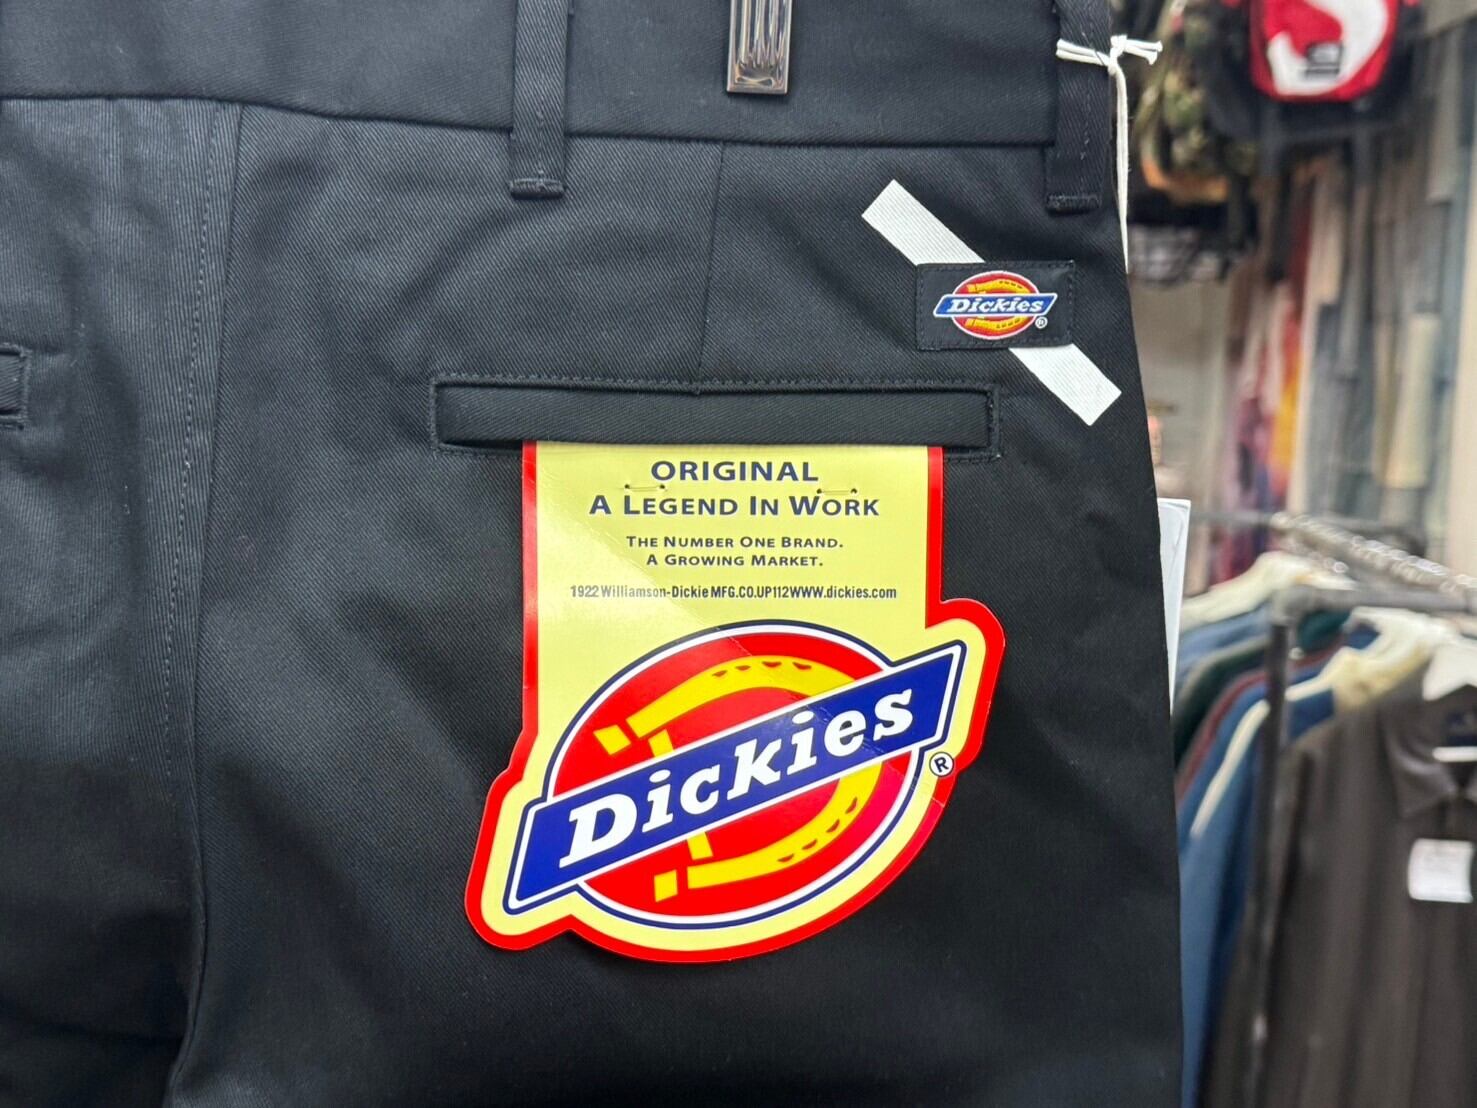 Dickies
®
ORIGINAL
A LEGEND IN WORK
THE NUMBER ONE BRAND.
A GROWING MARKET.
1922 Williamson-Dickie MFG.CO.UP112WWW.dickies.com
Dickies
®